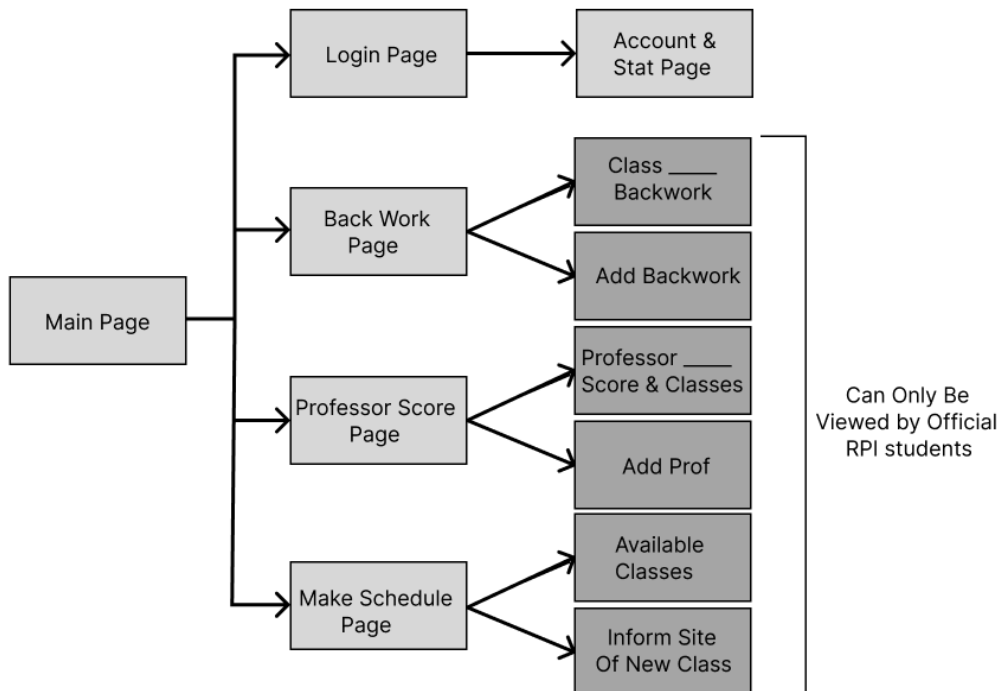 Login Page
Account &
Stat Page
Class ____
Backwork
Back Work
Page
Add Backwork
Main Page
Professor ____
Score & Classes
Professor Score
Page
Can Only Be
Viewed by Official
RPI students
Add Prof
Available
Classes
Make Schedule
Page
Inform Site
Of New Class